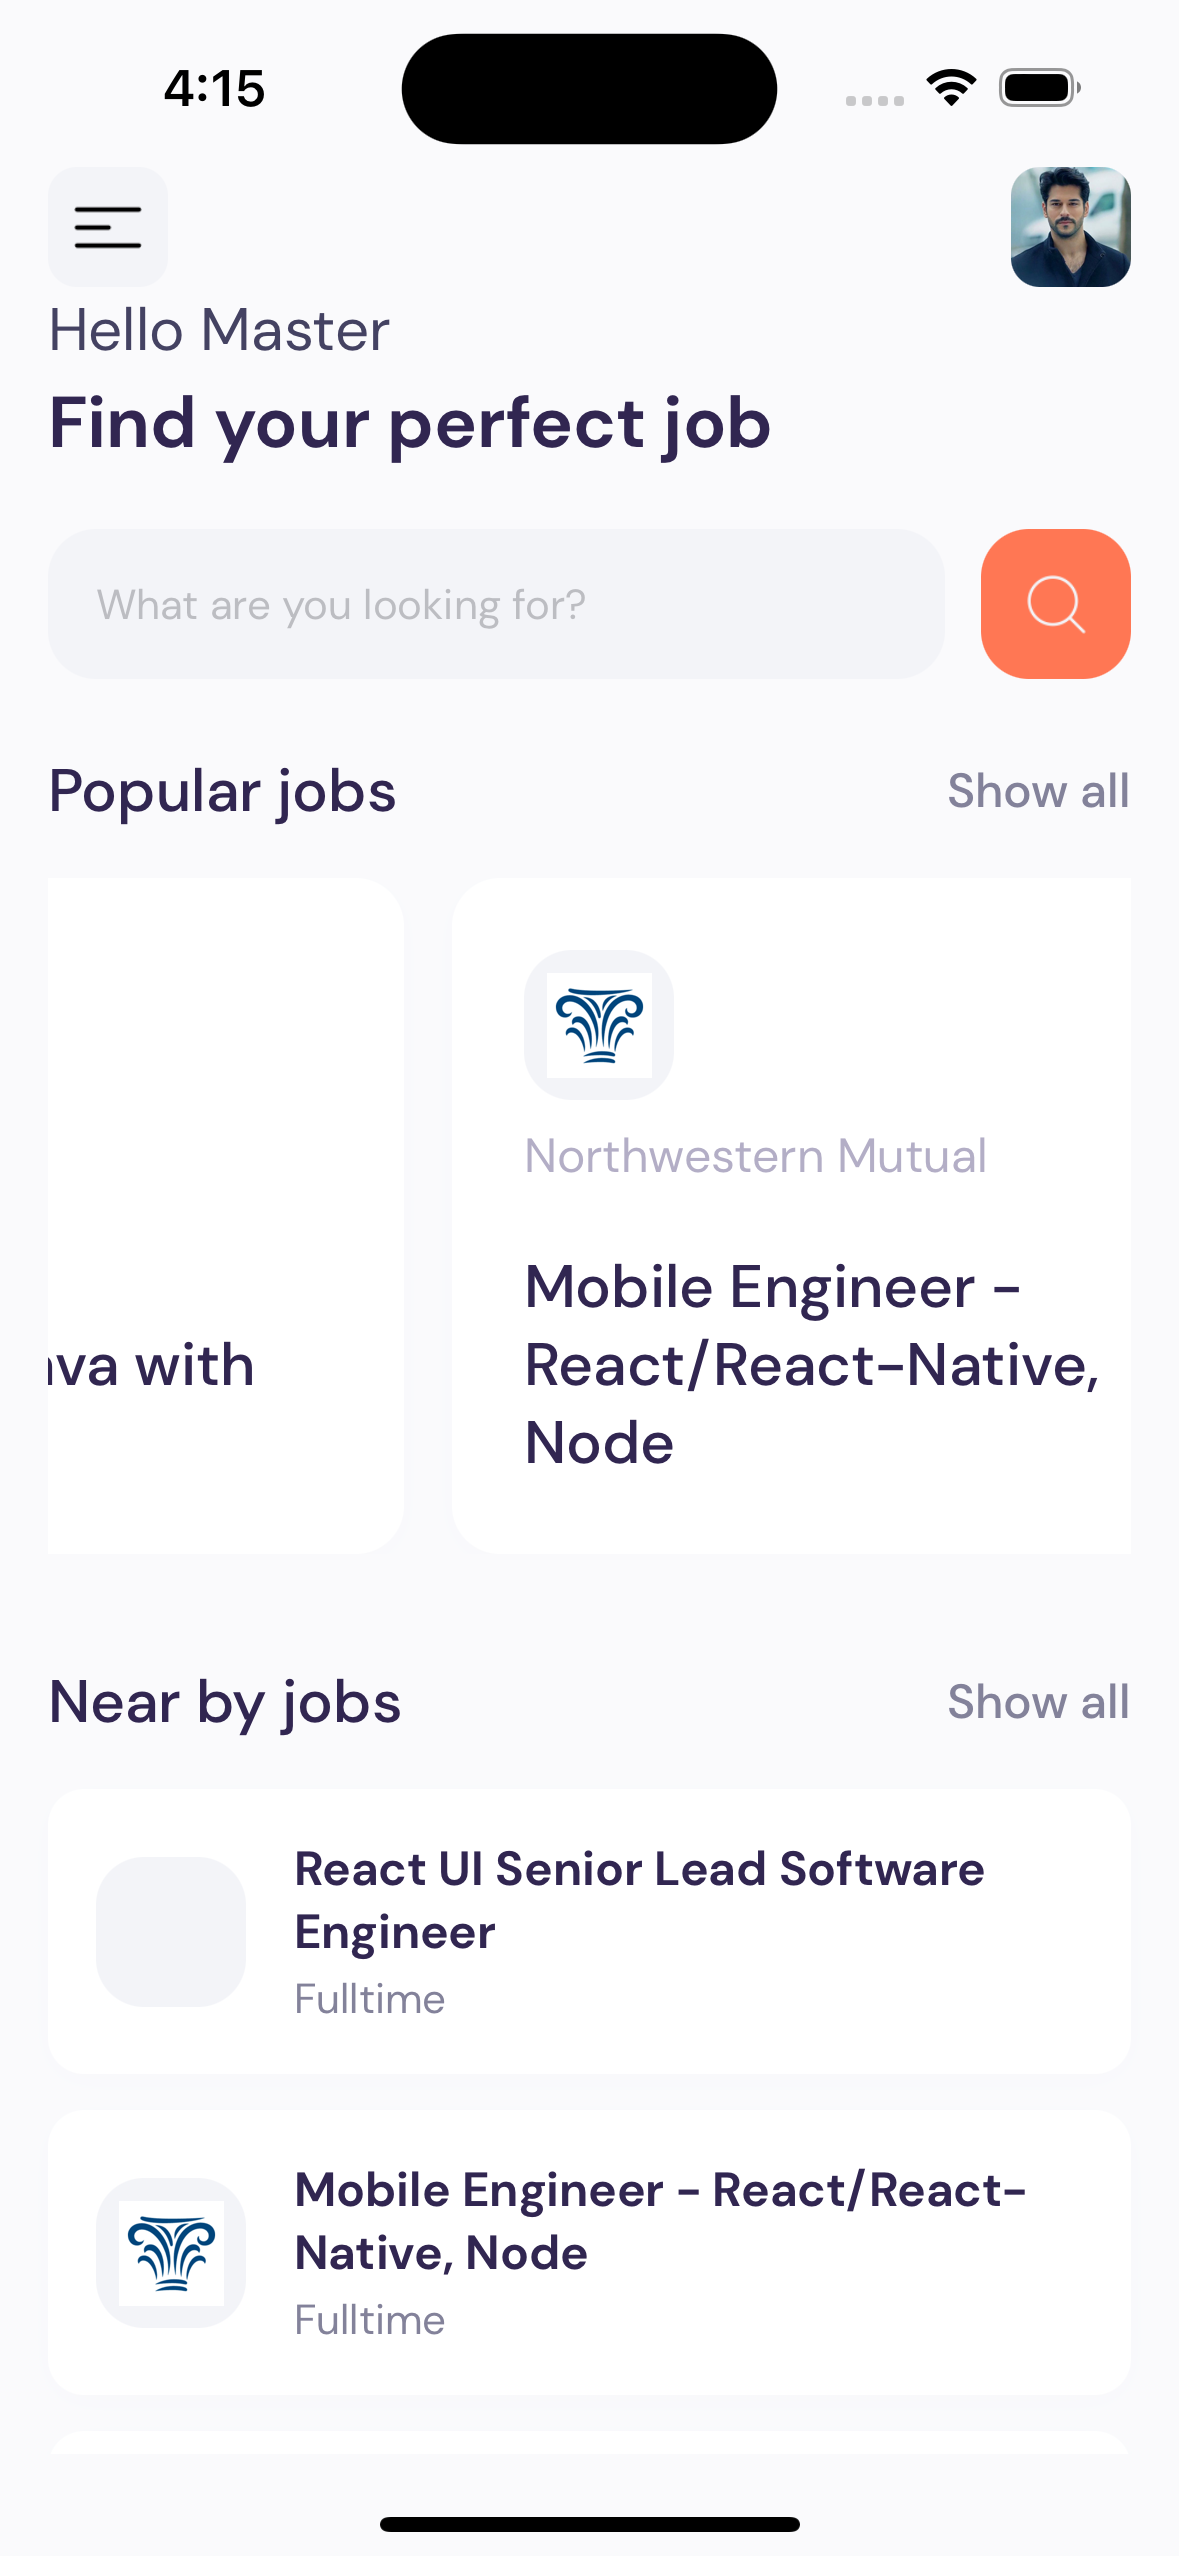 4:15
Hello Master
Find your perfect job
What are you looking for?
Popular jobs
Show all
Northwestern Mutual
Mobile Engineer -
React/React-Native,
Node
with
Near by jobs
Show all
React UI Senior Lead Software
Engineer
Fulltime
Mobile Engineer - React/React-
Native, Node
Fulltime